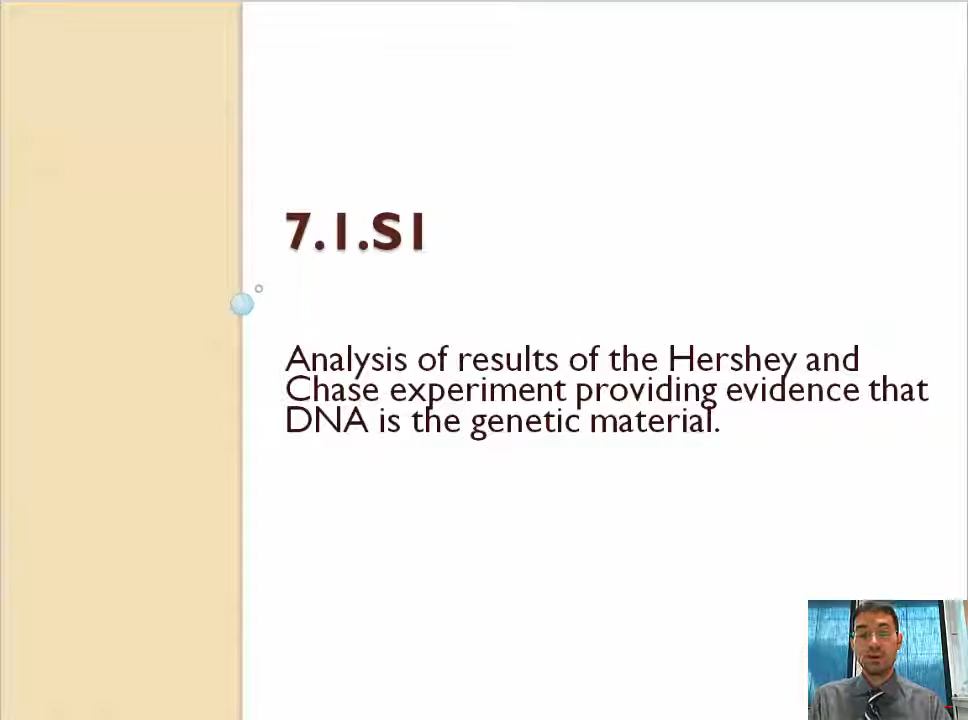 7.1.S1
Analysis of results of the Hershey and
Chase experiment providing evidence that
DNA is the genetic material.